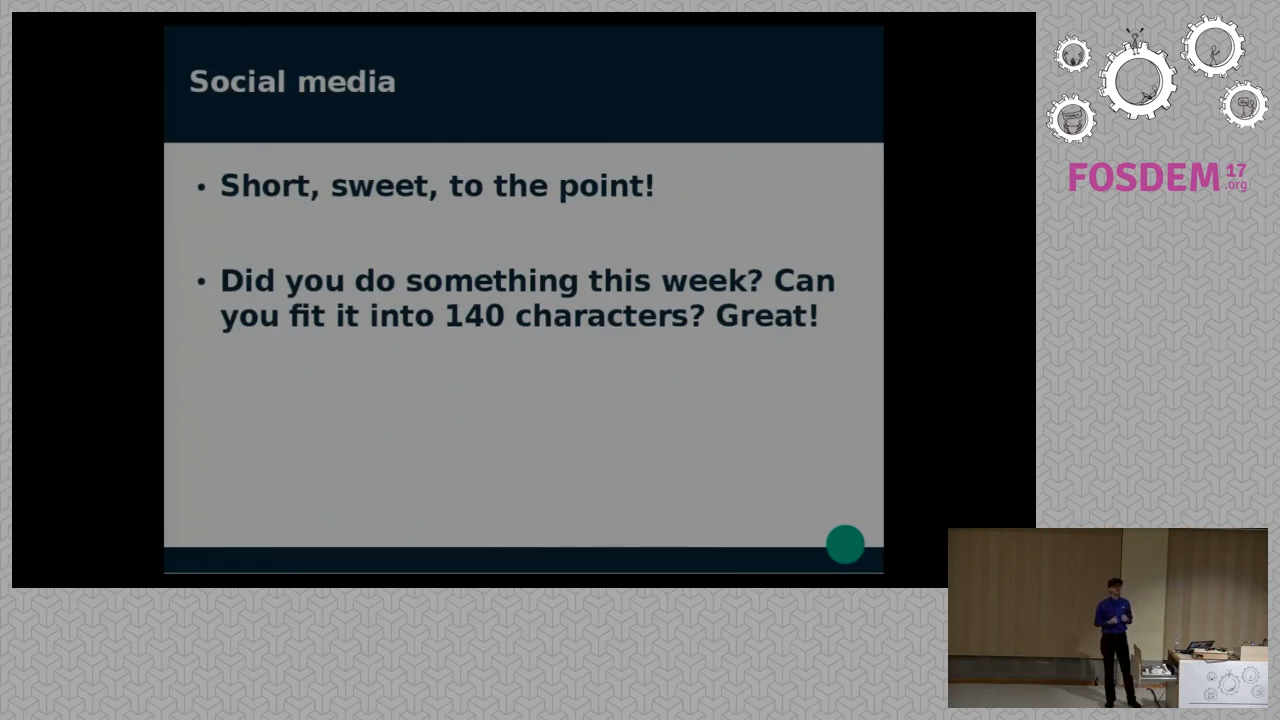 Social media
• Short, sweet, to the point!
• Did you do something this week? Can
you fit it into 140 characters? Great!
FOSDEM 17
.org